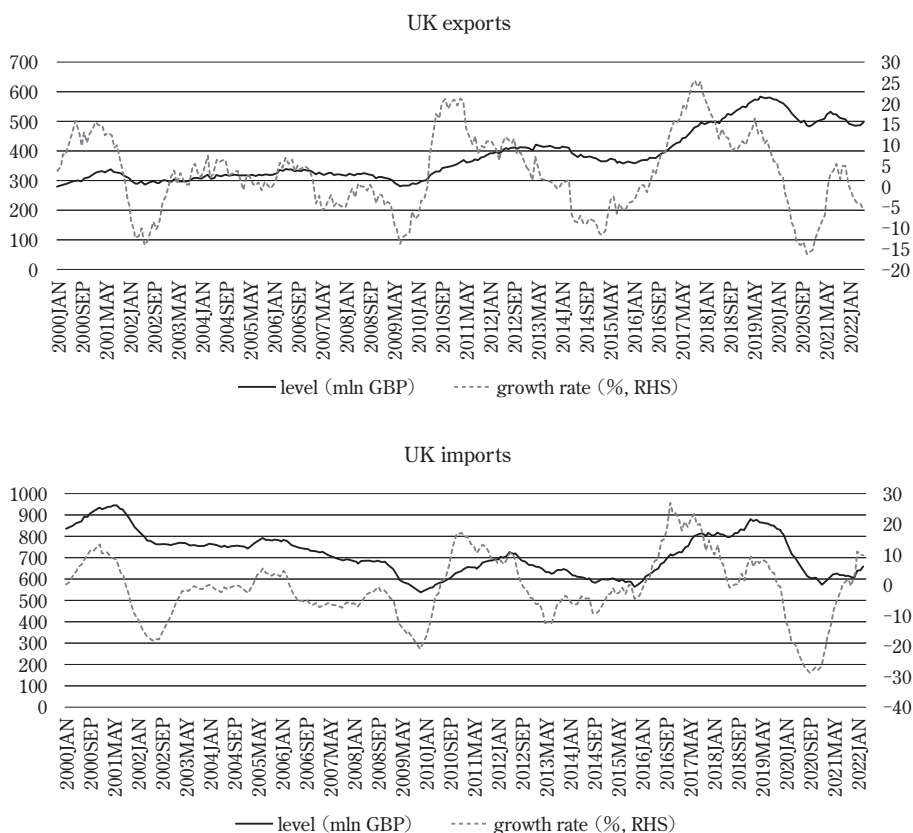 UK exports
700
600
500
400
300
200
100
0
30
25
20
15
10
5
0
−5
−10
−15
−20
2000JAN
2000SEP
2001MAY
2002JAN
2002SEP
2003MAY
2004JAN
2004SEP
2005MAY
2006JAN
2006SEP
2007MAY
2008JAN
2008SEP
2009MAY
2010JAN
2010SEP
2011MAY
2012JAN
2012SEP
2013MAY
2014JAN
2014SEP
2015MAY
2016JAN
2016SEP
2017MAY
2018JAN
2018SEP
2019MAY
2020JAN
2020SEP
2021MAY
2022JAN
level (mln GBP) growth rate (%, RHS)
UK imports
1000
900
800
700
600
500
400
300
200
100
0
30
20
10
0
−10
−20
−30
−40
2000JAN
2000SEP
2001MAY
2002JAN
2002SEP
2003MAY
2004JAN
2004SEP
2005MAY
2006JAN
2006SEP
2007MAY
2008JAN
2008SEP
2009MAY
2010JAN
2010SEP
2011MAY
2012JAN
2012SEP
2013MAY
2014JAN
2014SEP
2015MAY
2016JAN
2016SEP
2017MAY
2018JAN
2018SEP
2019MAY
2020JAN
2020SEP
2021MAY
2022JAN
level (mln GBP) growth rate (%, RHS)